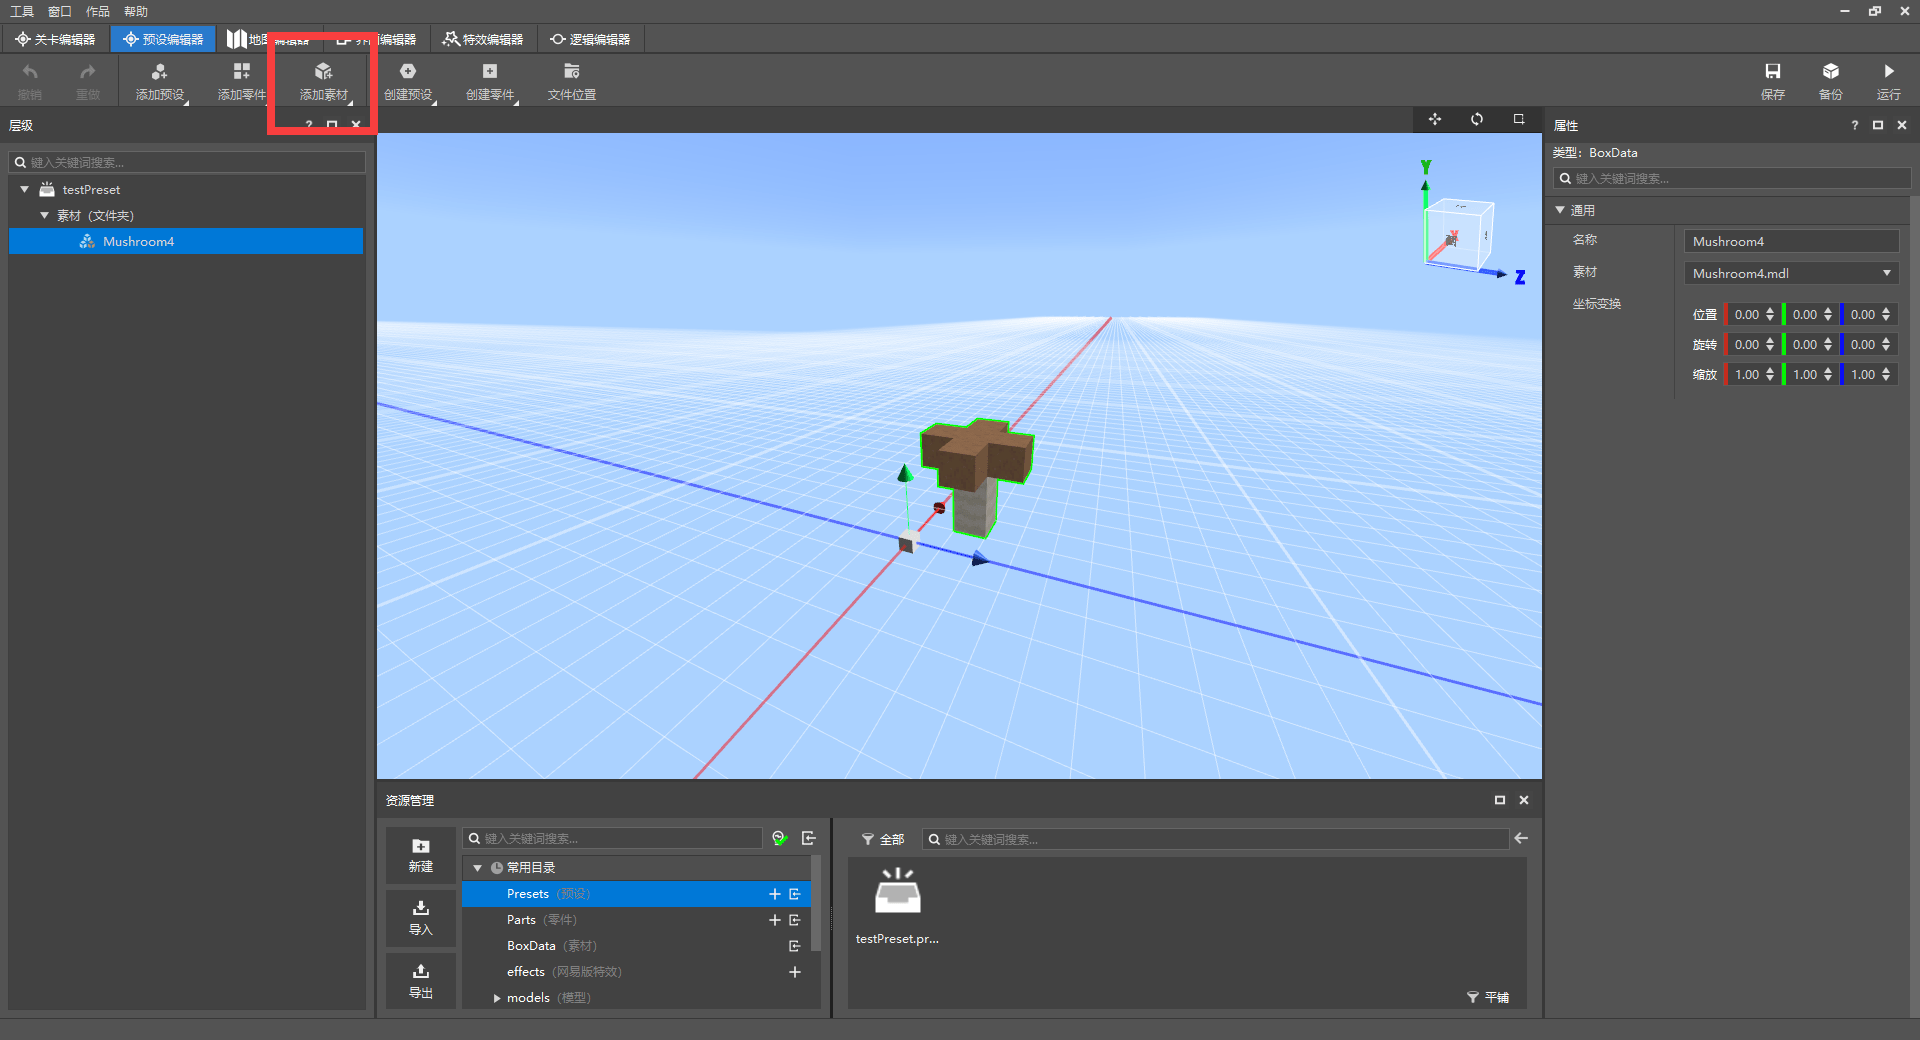 工具 窗口 作品 帮助
关卡编辑器 预设编辑器 地图编辑器 界面编辑器 特效编辑器 逻辑编辑器
撤销 重做 添加预设 添加零件 添加素材 创建预设 创建零件 文件位置 保存 备份 运行
层级 ?
键入关键词搜索...
testPreset
素材 (文件夹)
Mushroom4
Y
X
Z
属性 ?
类型: BoxData
键入关键词搜索...
通用
名称 Mushroom4
素材 Mushroom4.mdl
坐标变换
位置 0.00 0.00 0.00
旋转 0.00 0.00 0.00
缩放 1.00 1.00 1.00
资源管理
新建
导入
导出
键入关键词搜索...
常用目录
Presets (预设)
Parts (零件)
BoxData (素材)
effects (网易版特效)
models (模型)
全部 键入关键词搜索...
testPreset.pr...
平铺